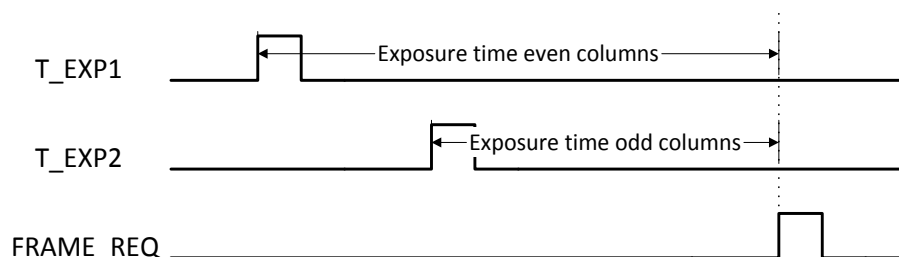 Exposure time even columns
T_EXP1
Exposure time odd columns
T_EXP2
FRAME_REQ